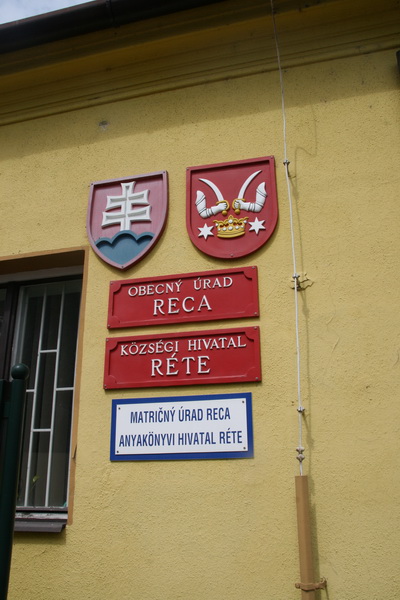 OBECNÝ ÚRAD
RECA
KÖZSÉGI HIVATAL
RÉTE
MATRIČNÝ ÚRAD RECA
ANYAKÖNYVI HIVATAL RÉTE